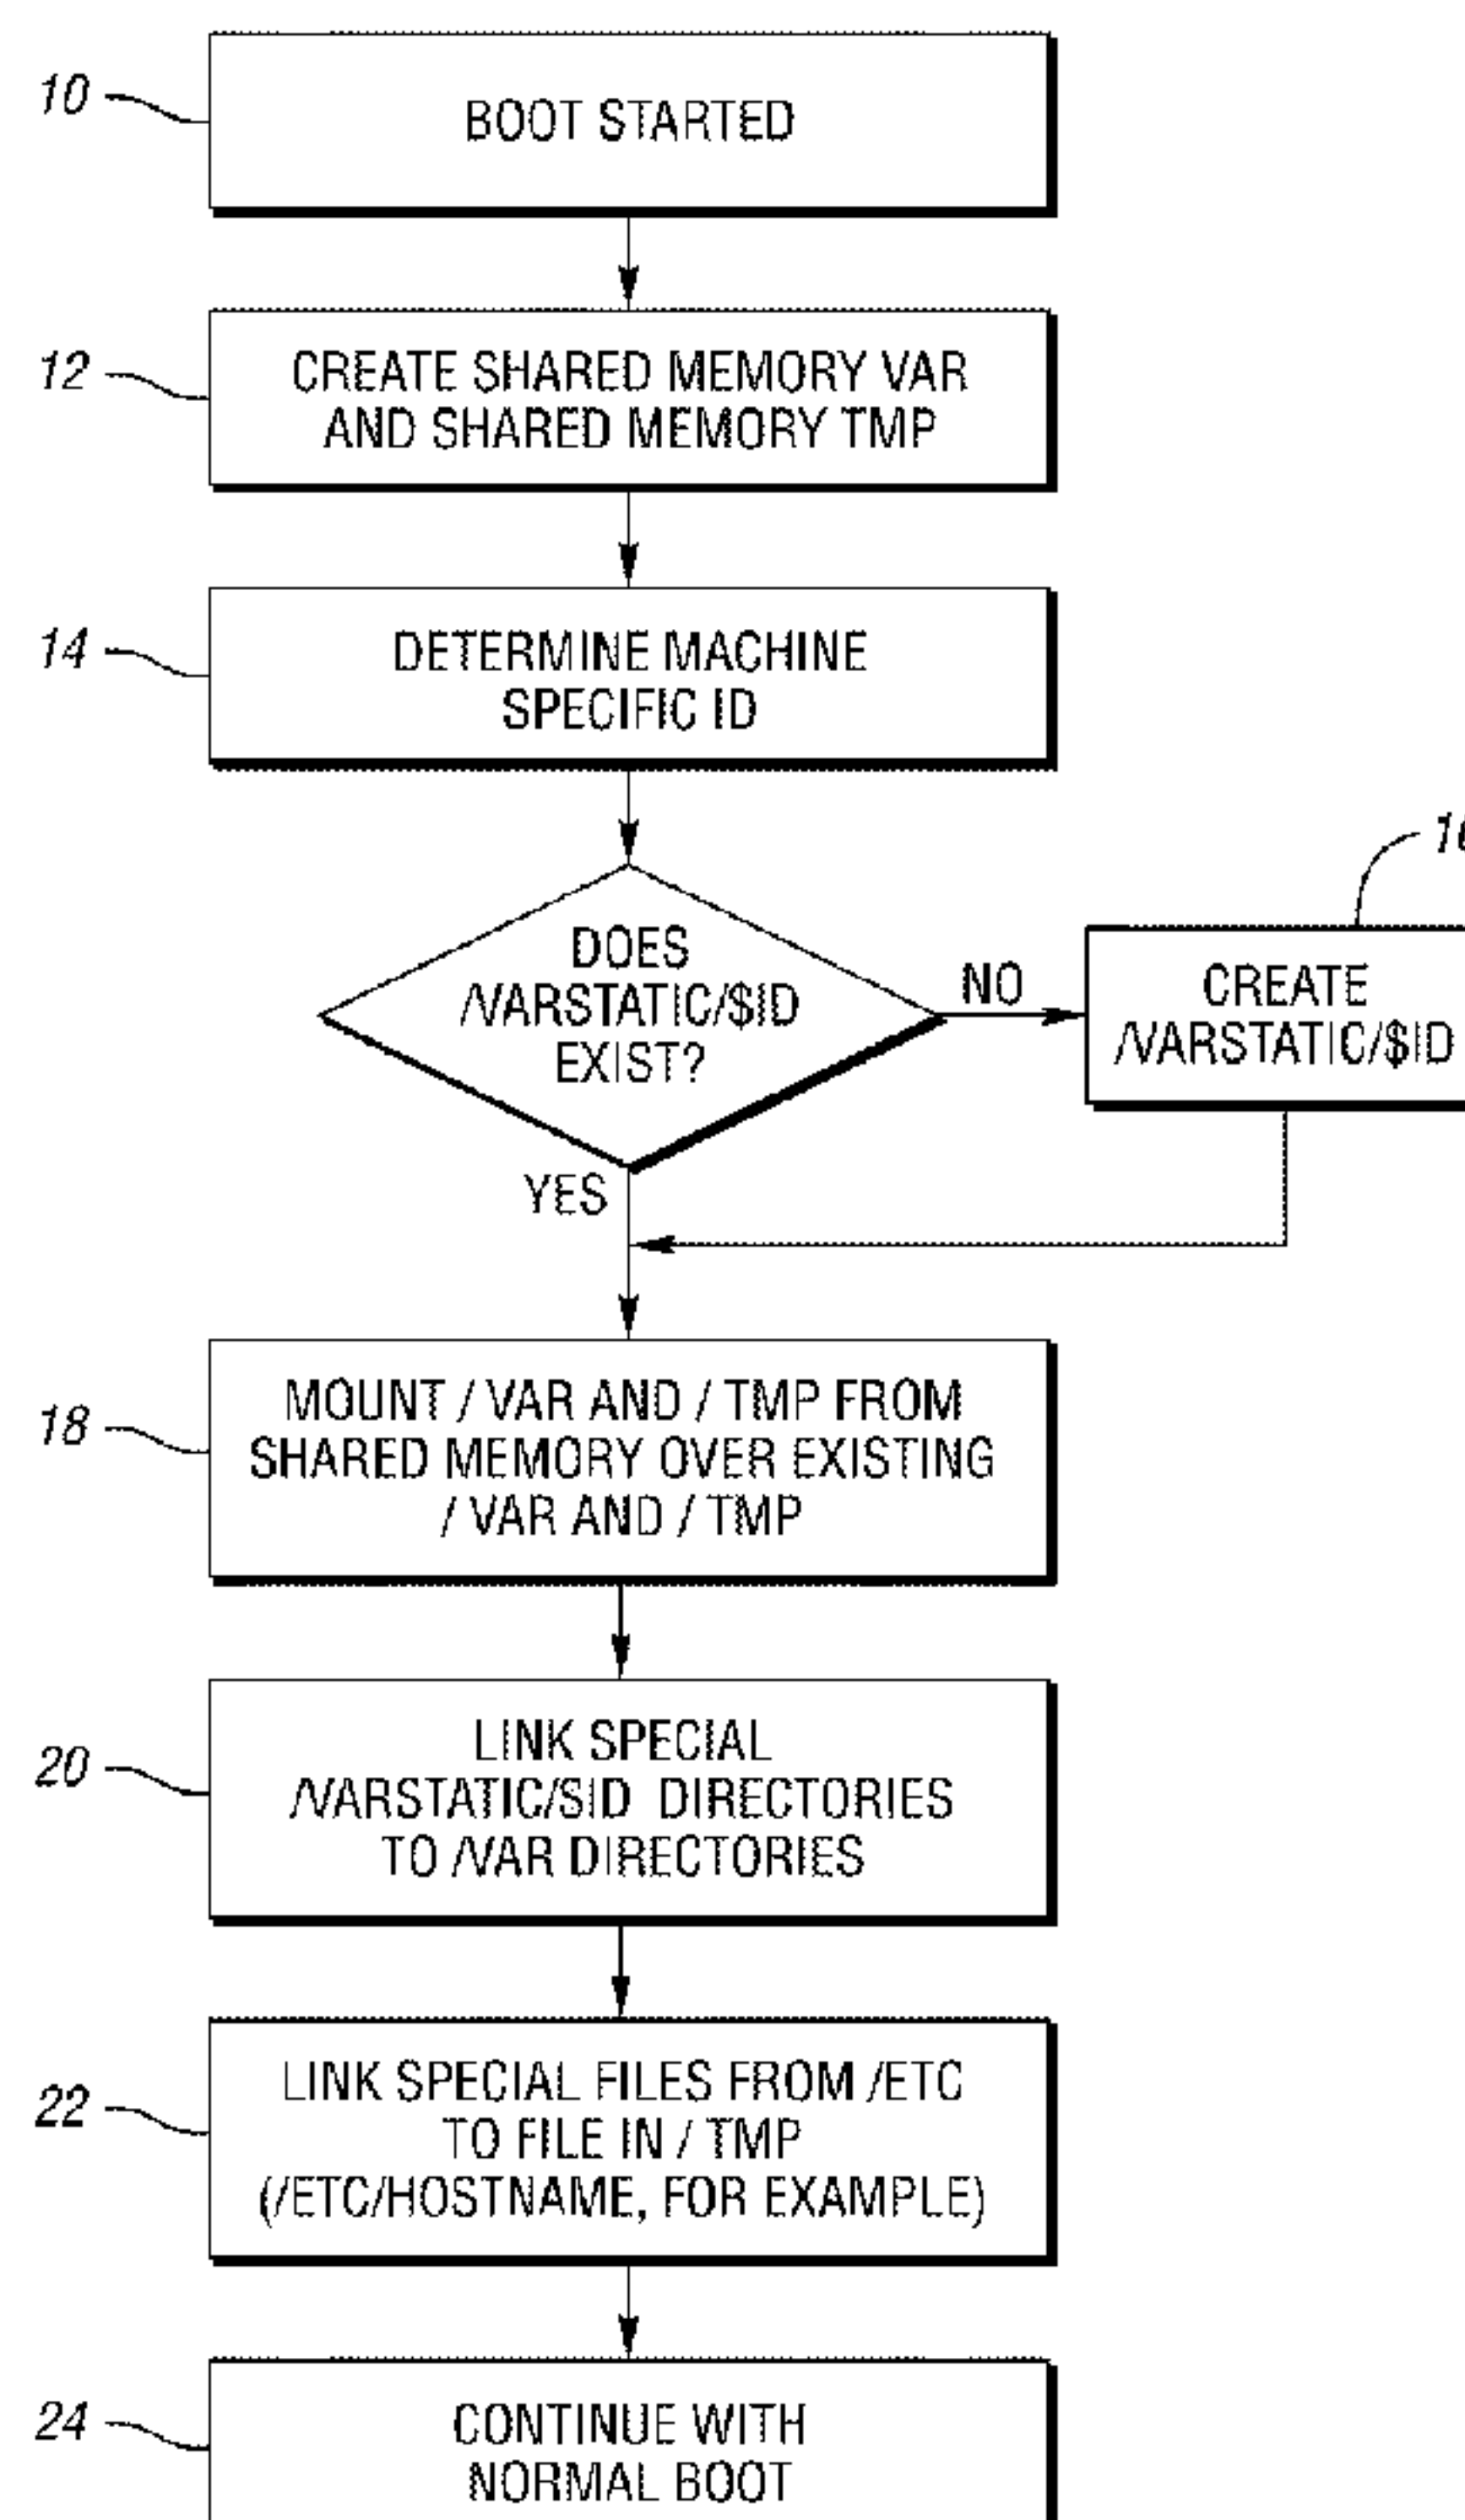 10
BOOT STARTED
12
CREATE SHARED MEMORY VAR
AND SHARED MEMORY TMP
14
DETERMINE MACHINE
SPECIFIC ID
DOES
/VARSTATIC/$ID
EXIST?
NO
CREATE
/VARSTATIC/$ID
YES
18
MOUNT / VAR AND / TMP FROM
SHARED MEMORY OVER EXISTING
/ VAR AND / TMP
20
LINK SPECIAL
/VARSTATIC/SID DIRECTORIES
TO /VAR DIRECTORIES
22
LINK SPECIAL FILES FROM /ETC
TO FILE IN / TMP
(/ETC/HOSTNAME, FOR EXAMPLE)
24
CONTINUE WITH
NORMAL BOOT